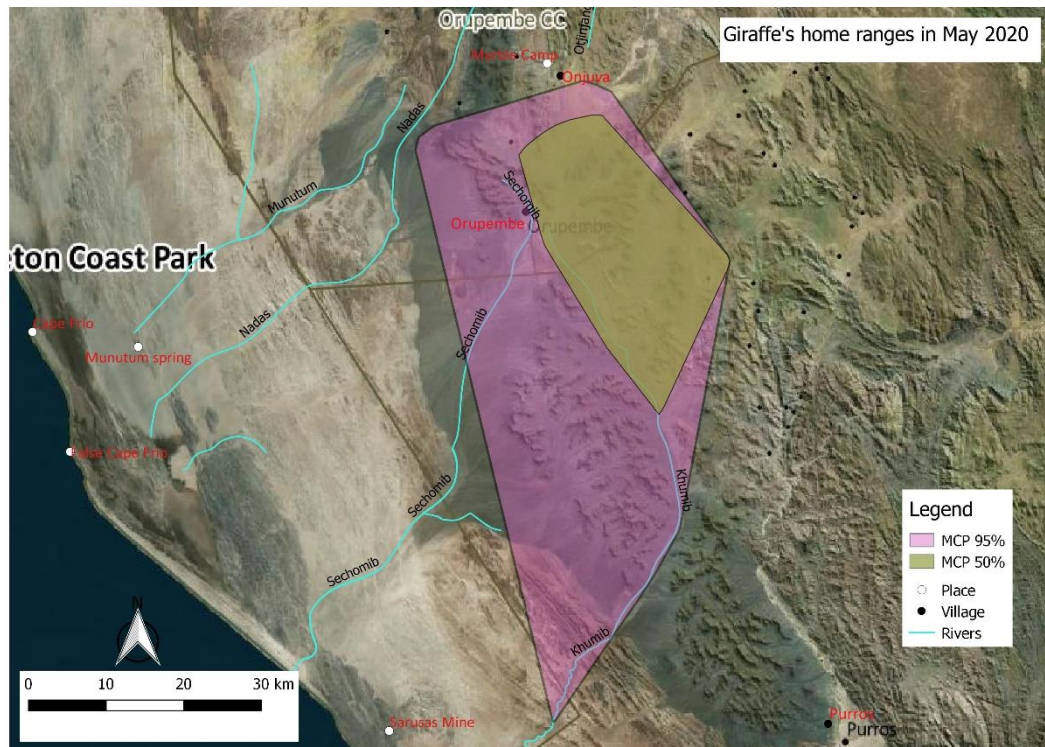 Orupembe CC
Giraffe's home ranges in May 2020
Marble Camp
Onjuva
Nadas
Munutum
Sechomib
Orupembe
Orupembe
eton Coast Park
Cape Frio
Munutum spring
Nadas
Sechomib
False Cape Frio
Khumib
Sechomib
Sechomib
Khumib
Legend
MCP 95%
MCP 50%
Place
Village
Rivers
N
0 10 20 30 km
Sarusas Mine
Purros
Purros